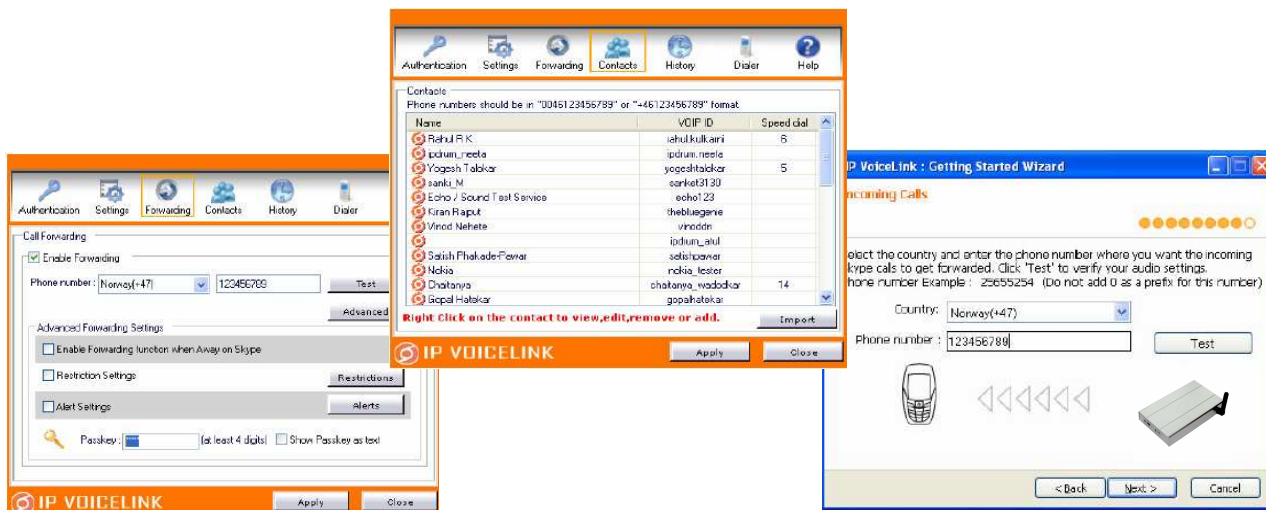 Authentication Settings Forwarding Contacts History Dialer
Call Forwarding
Enable Forwarding
Phone number : Norway(+47) 123456789 Test
Advanced
Advanced Forwarding Settings
Enable Forwarding function when Away on Skype
Restriction Settings Restrictions
Alert Settings Alerts
Passkey : (at least 4 digits) Show Passkey as text
IP VOICELINK Apply Close
Authentication Settings Forwarding Contacts History Dialer Help
Contacts
Phone numbers should be in "0046123456789" or "+46123456789" format
Name VOIP ID Speed dial
Rahul R K rahul.kulkarni 6
ipdrum_neeta ipdrum.neeta
Yogesh Talokar yogeshtalokar 5
sanki_M sanket3130
Echo / Sound Test Service echo123
Kiran Rajput thebluegenie
Vinod Nehete vinoddn
ipdrum_atul
Satish Phakade-Pawar satishpawar
Nokia nokia_tester
Chaitanya chaitanya_wadodkar 14
Gopal Hatekar gopalhatekar
Right Click on the contact to view,edit,remove or add. Import
IP VOICELINK Apply Close
IP VoiceLink : Getting Started Wizard
Incoming Calls
elect the country and enter the phone number where you want the incoming
kype calls to get forwarded. Click 'Test' to verify your audio settings.
hone number Example : 25655254 (Do not add 0 as a prefix for this number)
Country: Norway(+47)
Phone number : 123456789 Test
< Back Next > Cancel